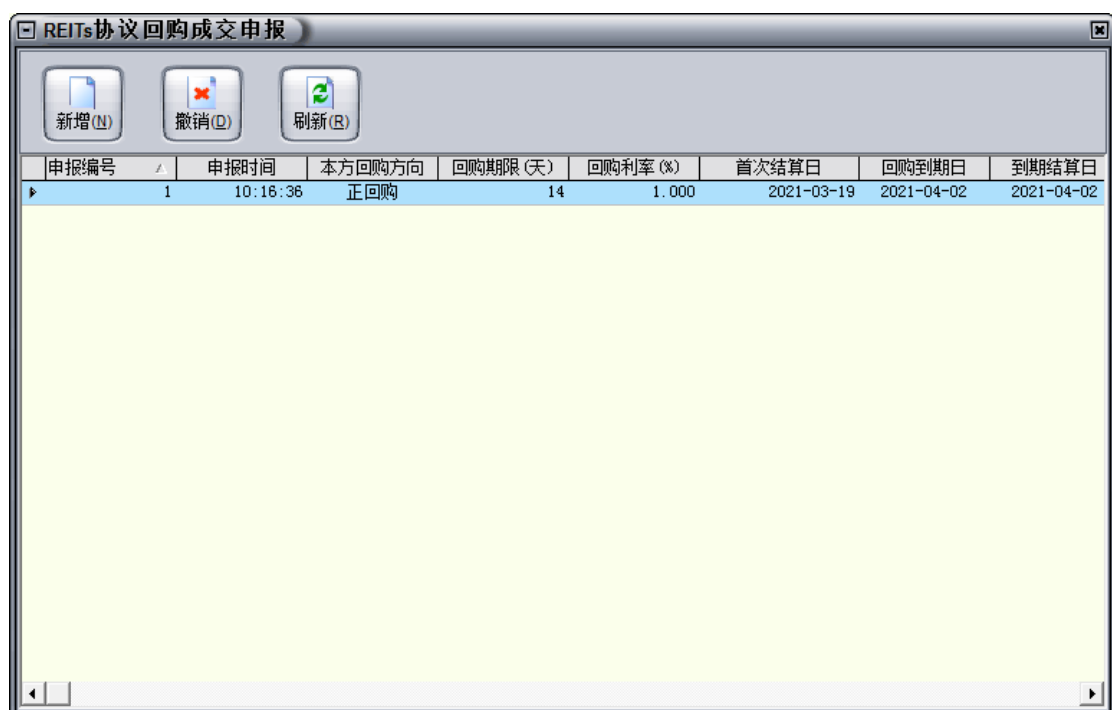 REITs协议回购成交申报
新增(N) 撤销(D) 刷新(R)
申报编号 申报时间 本方回购方向 回购期限(天) 回购利率(%) 首次结算日 回购到期日 到期结算日
1 10:16:36 正回购 14 1.000 2021-03-19 2021-04-02 2021-04-02